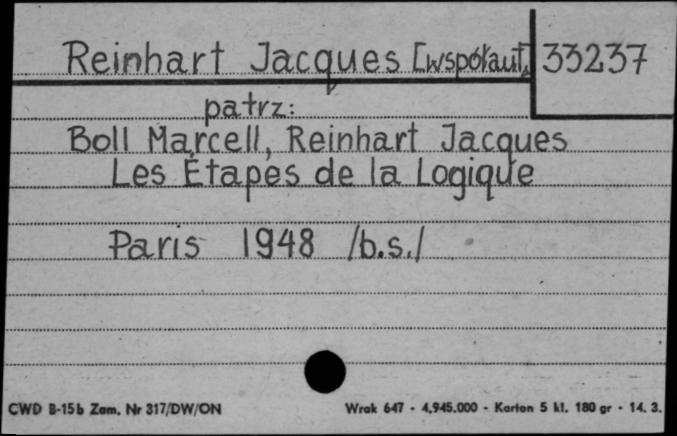 Reinhart Jacques [współaut.] 33237
patrz:
Boll Marcell, Reinhart Jacques
Les Étapes de la Logique
Paris 1948 /b.s./
CWD B-15b Zam. Nr 317/DW/ON Wrak 647 - 4.945.000 - Karton 5 kl. 180 gr - 14. 3.